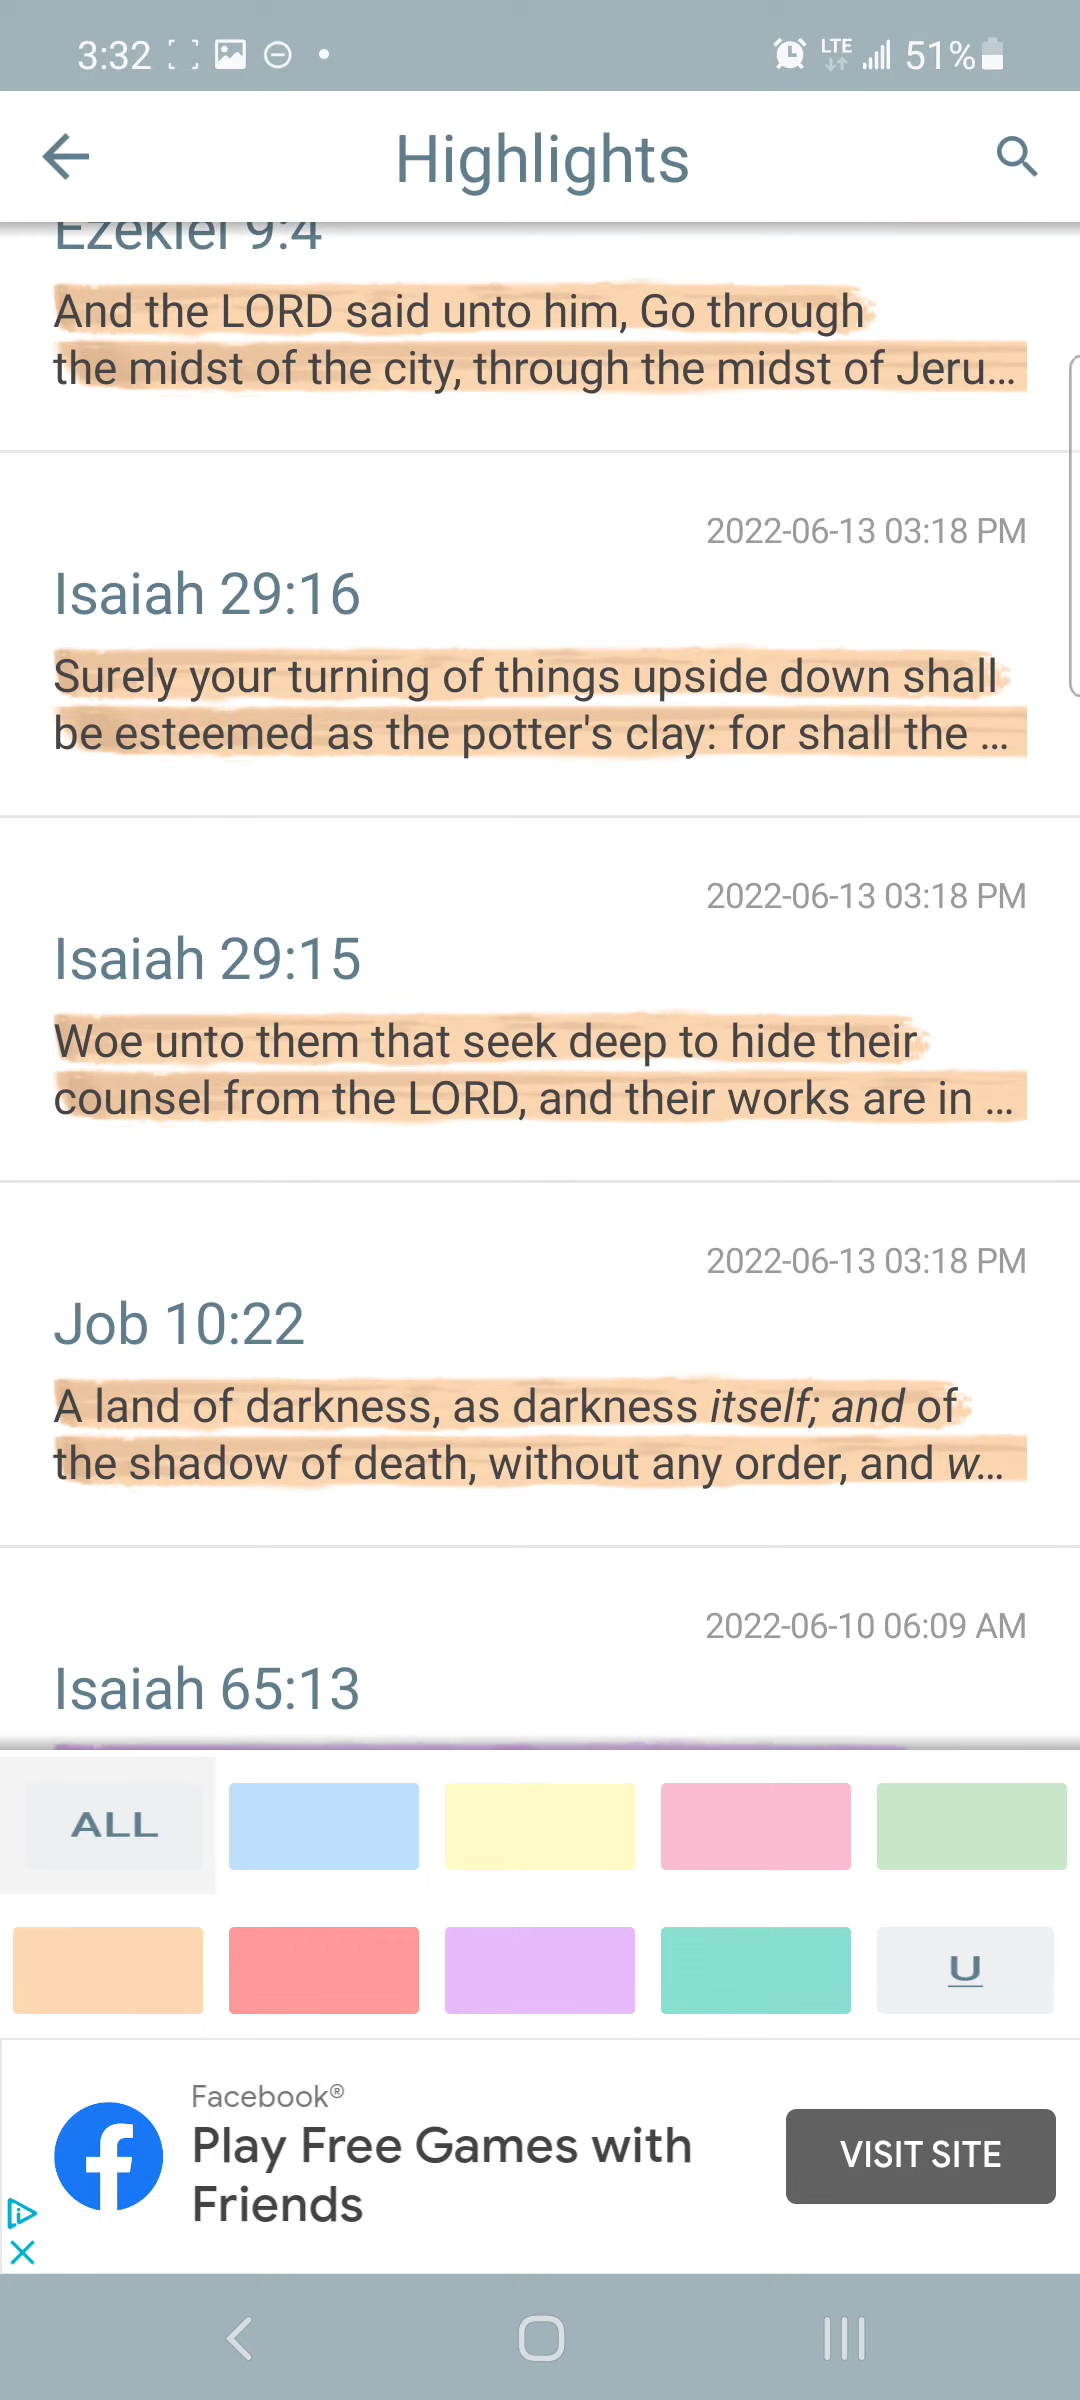 3:32
LTE
51%
Highlights
Ezekiel 9:4
And the LORD said unto him, Go through
the midst of the city, through the midst of Jeru...
2022-06-13 03:18 PM
Isaiah 29:16
Surely your turning of things upside down shall
be esteemed as the potter's clay: for shall the ...
2022-06-13 03:18 PM
Isaiah 29:15
Woe unto them that seek deep to hide their
counsel from the LORD, and their works are in ...
2022-06-13 03:18 PM
Job 10:22
A land of darkness, as darkness itself; and of
the shadow of death, without any order, and w...
2022-06-10 06:09 AM
Isaiah 65:13
ALL
U
Facebook®
Play Free Games with
Friends
VISIT SITE